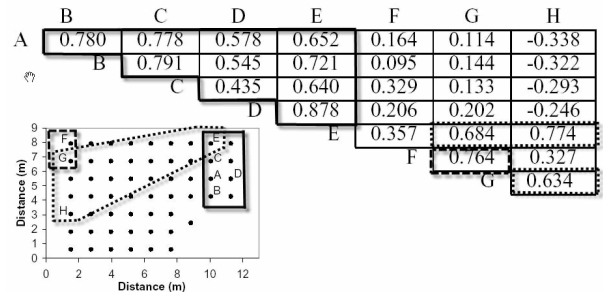 B C D E F G H
A 0.780 0.778 0.578 0.652 0.164 0.114 -0.338
B 0.791 0.545 0.721 0.095 0.144 -0.322
C 0.435 0.640 0.329 0.133 -0.293
D 0.878 0.206 0.202 -0.246
E 0.357 0.684 0.774
F 0.764 0.327
G 0.634
9
8
7
6
5
4
3
2
1
0
Distance (m)
F
G
H
E
C
A D
B
0 2 4 6 8 10 12
Distance (m)